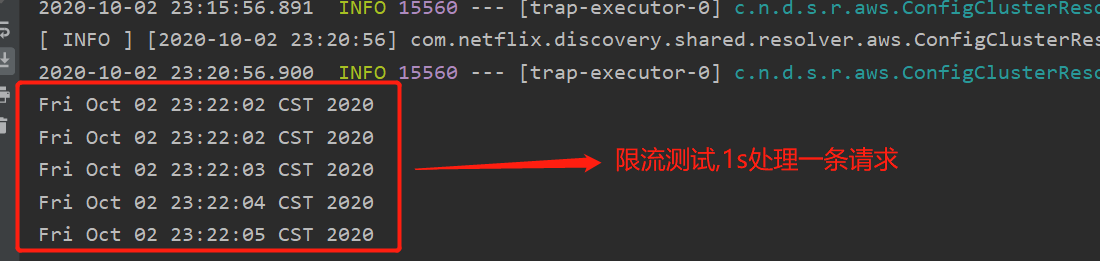 2020-10-02 23:15:56.891  INFO 15560 --- [trap-executor-0] c.n.d.s.r.aws.ConfigClusterReso
[ INFO ] [2020-10-02 23:20:56] com.netflix.discovery.shared.resolver.aws.ConfigClusterRes
2020-10-02 23:20:56.900  INFO 15560 --- [trap-executor-0] c.n.d.s.r.aws.ConfigClusterReso
Fri Oct 02 23:22:02 CST 2020
Fri Oct 02 23:22:02 CST 2020
Fri Oct 02 23:22:03 CST 2020
限流测试,1s处理一条请求
Fri Oct 02 23:22:04 CST 2020
Fri Oct 02 23:22:05 CST 2020